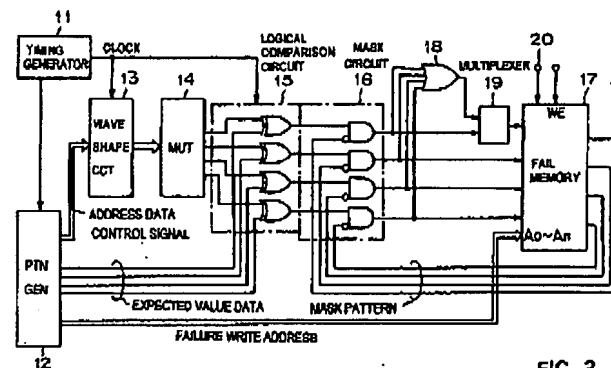 11
TIMING
GENERATOR
CLOCK
13
WAVE
SHAPE
CCT
14
MUT
LOGICAL
COMPARISON
CIRCUIT
15
MASK
CIRCUIT
16
18
MULTIPLEXER
19
20
17
WE
FAIL
MEMORY
A0~An
ADDRESS DATA
CONTROL SIGNAL
PTN
GEN
12
EXPECTED VALUE DATA
MASK PATTERN
FAILURE WRITE ADDRESS